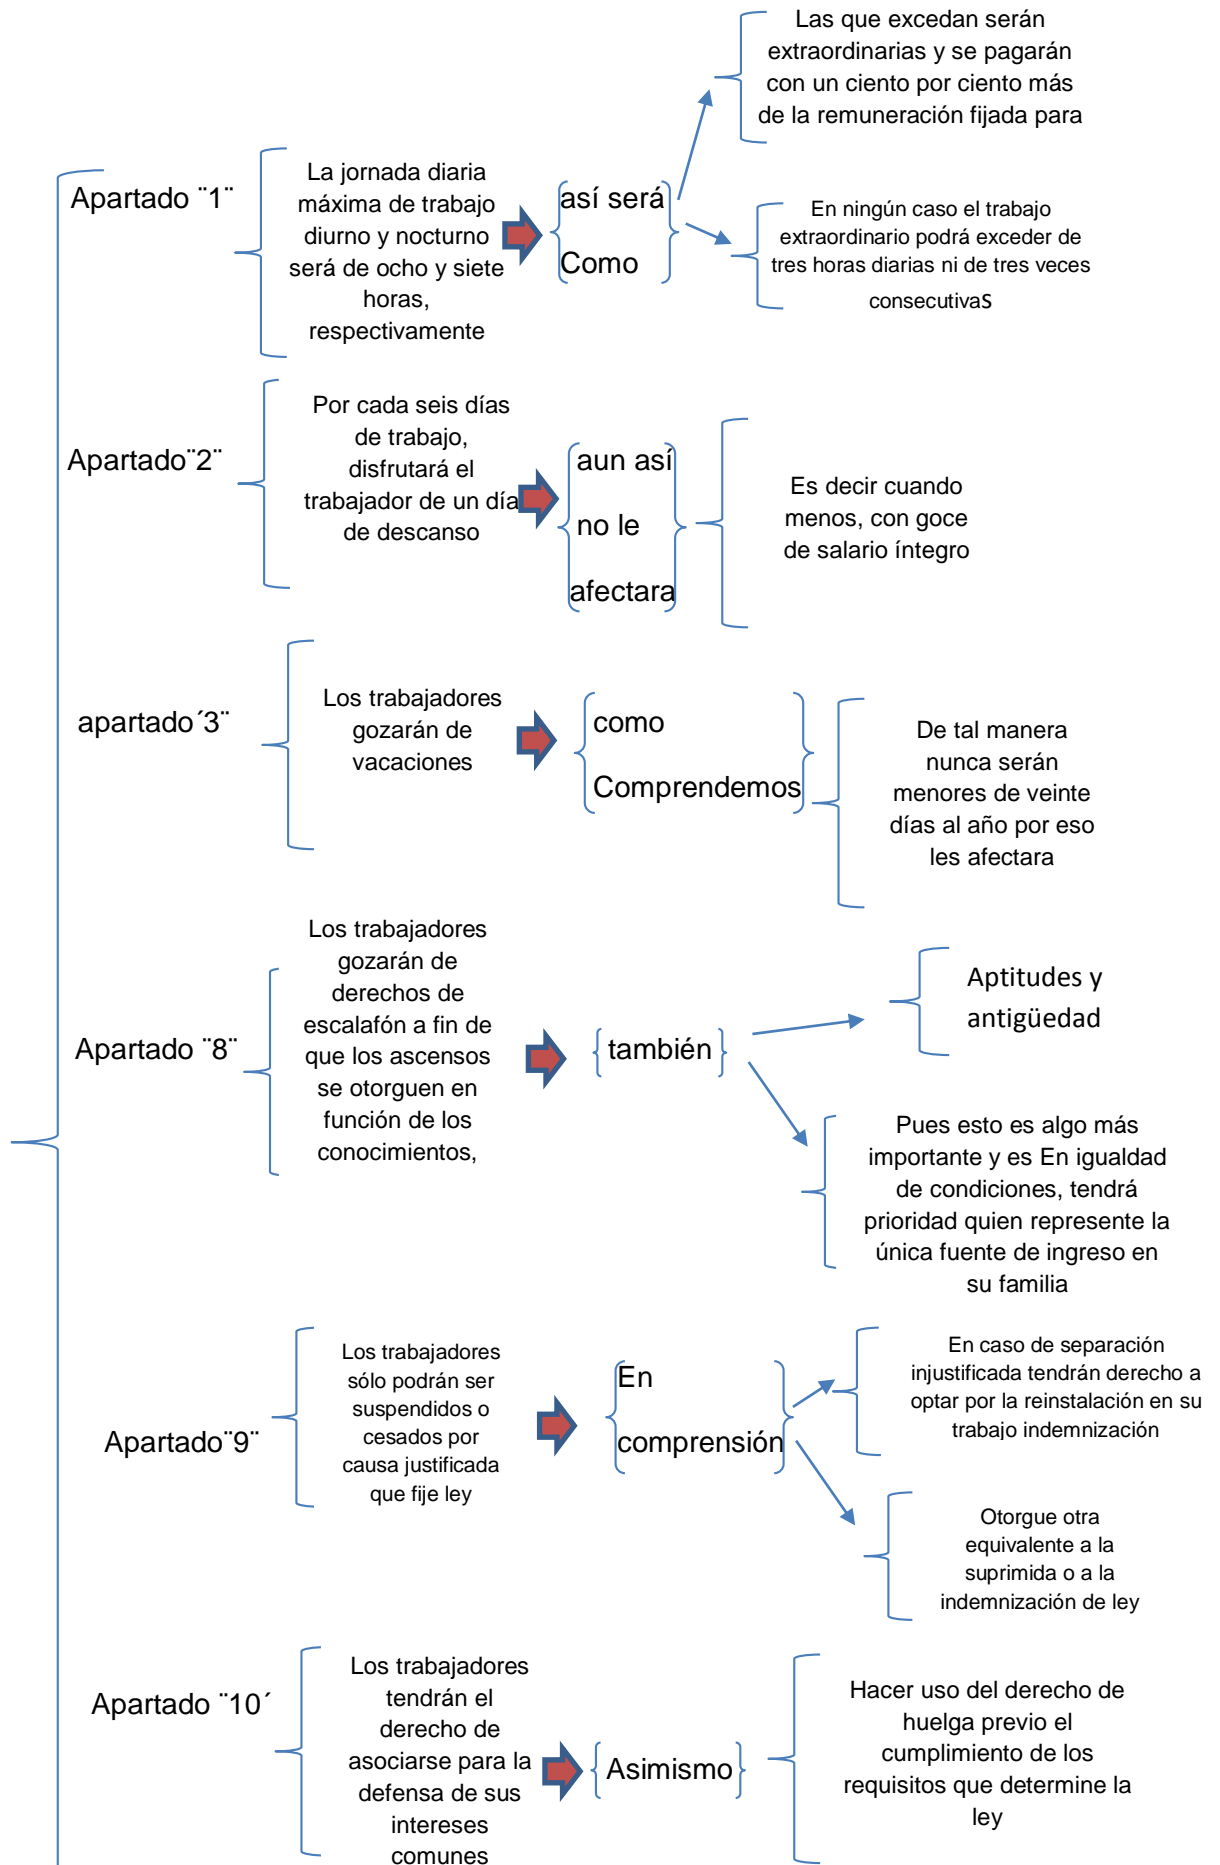 Apartado ¨1¨
La jornada diaria
máxima de trabajo
diurno y nocturno
será de ocho y siete
horas,
respectivamente
así será
Como
Las que excedan serán
extraordinarias y se pagarán
con un ciento por ciento más
de la remuneración fijada para
En ningún caso el trabajo
extraordinario podrá exceder de
tres horas diarias ni de tres veces
consecutivas
Apartado¨2¨
Por cada seis días
de trabajo,
disfrutará el
trabajador de un día
de descanso
aun así
no le
afectara
Es decir cuando
menos, con goce
de salario íntegro
apartado´3¨
Los trabajadores
gozarán de
vacaciones
como
Comprendemos
De tal manera
nunca serán
menores de veinte
días al año por eso
les afectara
Apartado ¨8¨
Los trabajadores
gozarán de
derechos de
escalafón a fin de
que los ascensos
se otorguen en
función de los
conocimientos,
también
Aptitudes y
antigüedad
Pues esto es algo más
importante y es En igualdad
de condiciones, tendrá
prioridad quien represente la
única fuente de ingreso en
su familia
Apartado¨9¨
Los trabajadores
sólo podrán ser
suspendidos o
cesados por
causa justificada
que fije ley
En
comprensión
En caso de separación
injustificada tendrán derecho a
optar por la reinstalación en su
trabajo indemnización
Otorgue otra
equivalente a la
suprimida o a la
indemnización de ley
Apartado ¨10´
Los trabajadores
tendrán el
derecho de
asociarse para la
defensa de sus
intereses
comunes
Asimismo
Hacer uso del derecho de
huelga previo el
cumplimiento de los
requisitos que determine la
ley